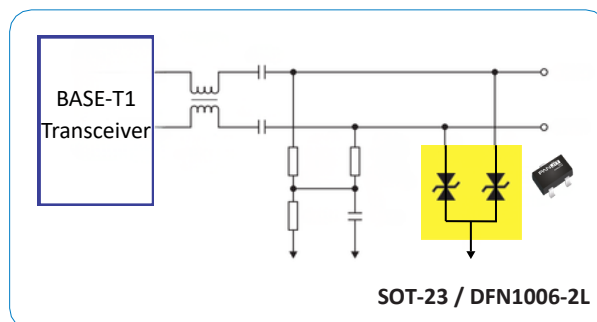 BASE-T1
Transceiver
SOT-23 / DFN1006-2L